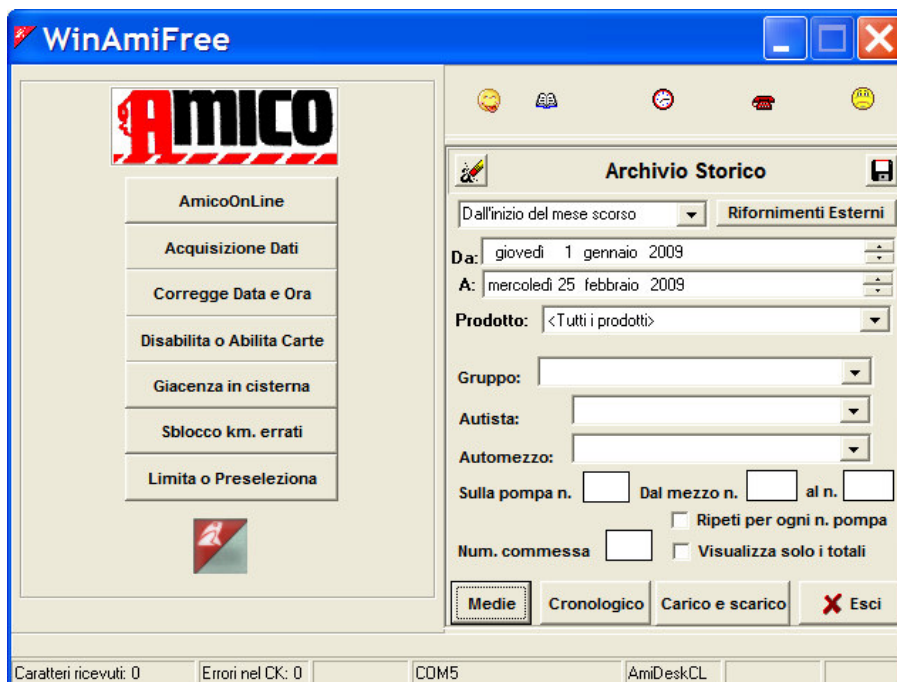 WinAmiFree
AMICO
AmicoOnLine
Acquisizione Dati
Corregge Data e Ora
Disabilita o Abilita Carte
Giacenza in cisterna
Sblocco km. errati
Limita o Preseleziona
Archivio Storico
Dall'inizio del mese scorso
Rifornimenti Esterni
Da: giovedì 1 gennaio 2009
A: mercoledì 25 febbraio 2009
Prodotto: <Tutti i prodotti>
Gruppo:
Autista:
Automezzo:
Sulla pompa n. Dal mezzo n. al n.
Ripeti per ogni n. pompa
Num. commessa Visualizza solo i totali
Medie Cronologico Carico e scarico Esci
Caratteri ricevuti: 0 Errori nel CK: 0 COM5 AmiDeskCL